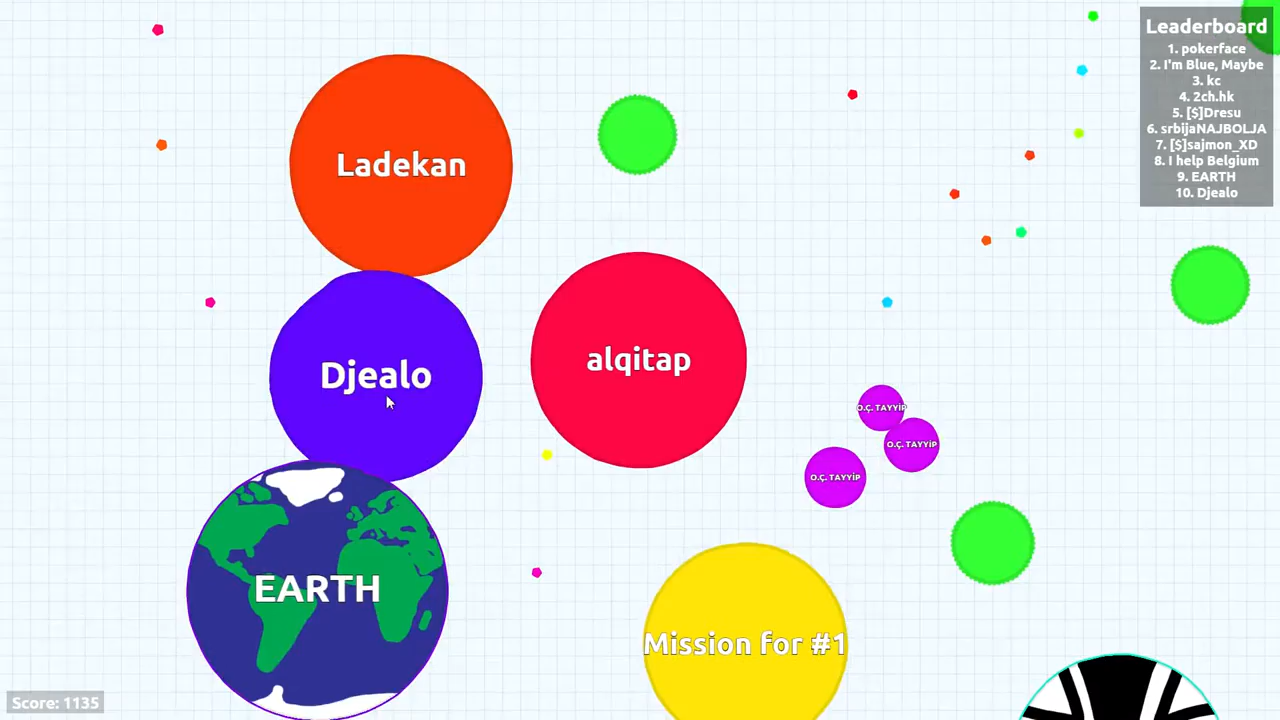 Leaderboard
1. pokerface
2. I'm Blue, Maybe
3. kc
4. 2ch.hk
5. [$]Dresu
6. srbijaNAJBOLJA
7. [$]sajmon_XD
8. I help Belgium
9. EARTH
10. Djealo
Ladekan
alqitap
Djealo
O.Ç. TAYYİP
O.Ç. TAYYİP
O.Ç. TAYYİP
EARTH
Mission for #1
Score: 1135